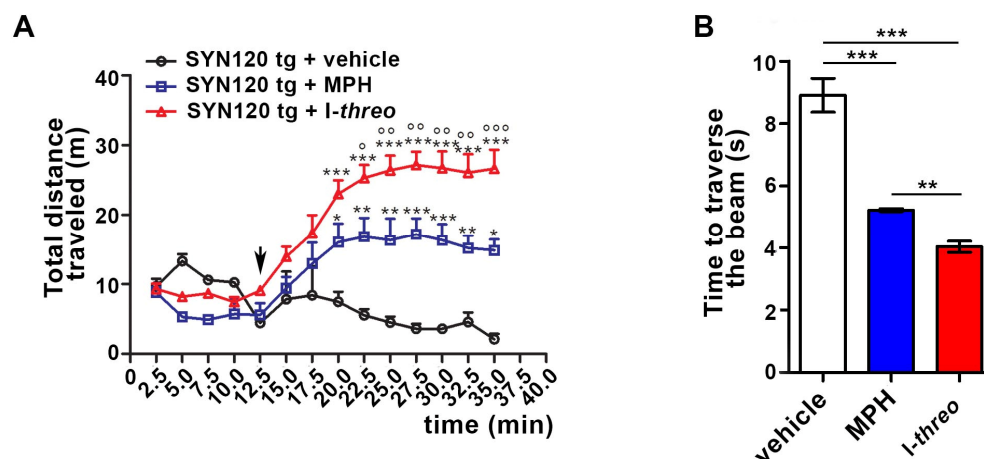 A
SYN120 tg + vehicle
SYN120 tg + MPH
SYN120 tg + l-threo
Total distance
traveled (m)
40
30
20
10
0
***
°
***
°°
***
°°
***
°°
***
°°
***
°°°
***
*
**
**
***
***
**
*
0 2.5 5.0 7.5 10.0 12.5 15.0 17.5 20.0 22.5 25.0 27.5 30.0 32.5 35.0 37.5 40.0
time (min)
B
Time to traverse
the beam (s)
10
8
6
4
2
0
***
***
**
vehicle
MPH
l-threo